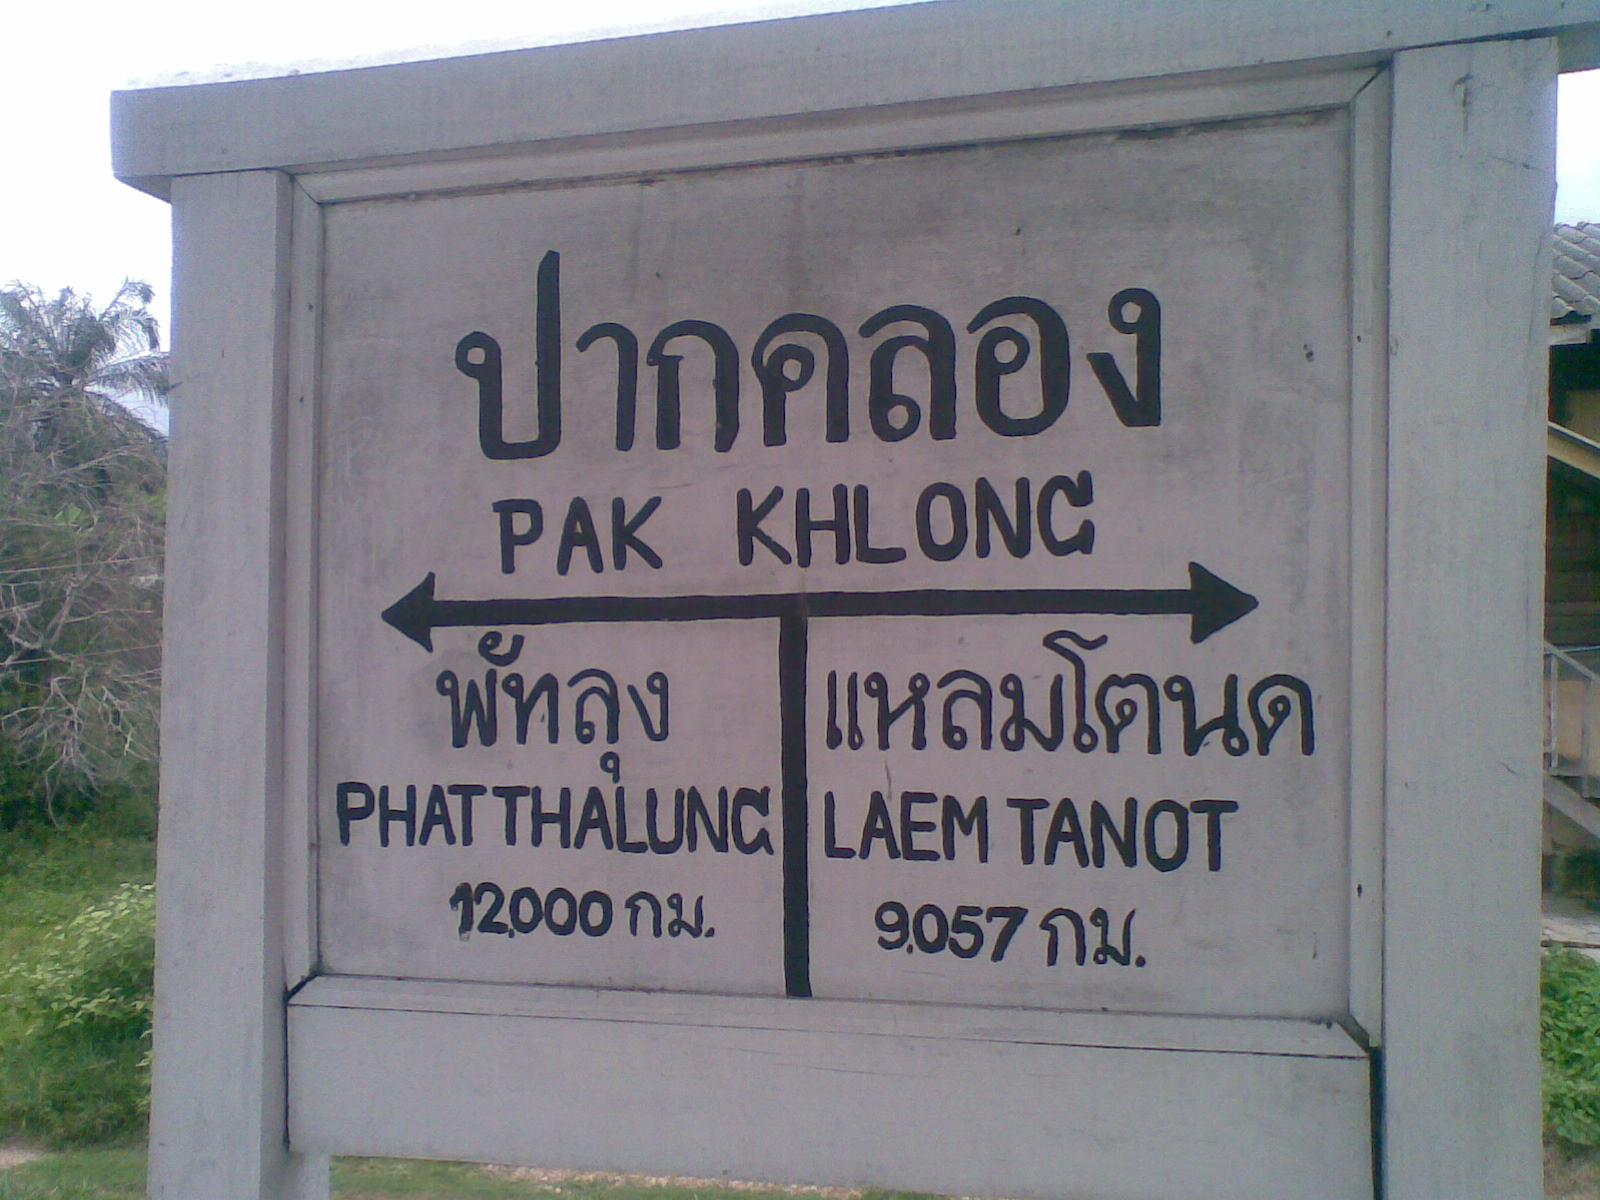 ปากคลอง
PAK KHLONG
พัทลุง
PHATTHALUNG
12.000 กม.
แหลมโตนด
LAEM TANOT
9.057 กม.